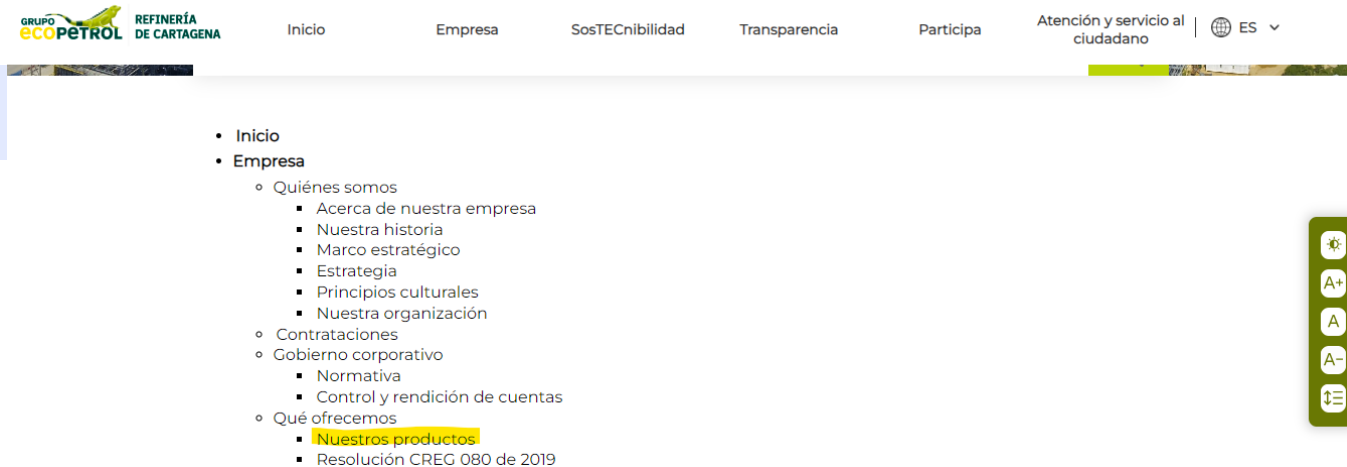 GRUPO
ecopetrol
REFINERÍA
DE CARTAGENA
Inicio
Empresa
SosTECnibilidad
Transparencia
Participa
Atención y servicio al
ciudadano
ES
Inicio
Empresa
Quiénes somos
Acerca de nuestra empresa
Nuestra historia
Marco estratégico
Estrategia
Principios culturales
Nuestra organización
Contrataciones
Gobierno corporativo
Normativa
Control y rendición de cuentas
Qué ofrecemos
Nuestros productos
Resolución CREG 080 de 2019
A+
A
A-